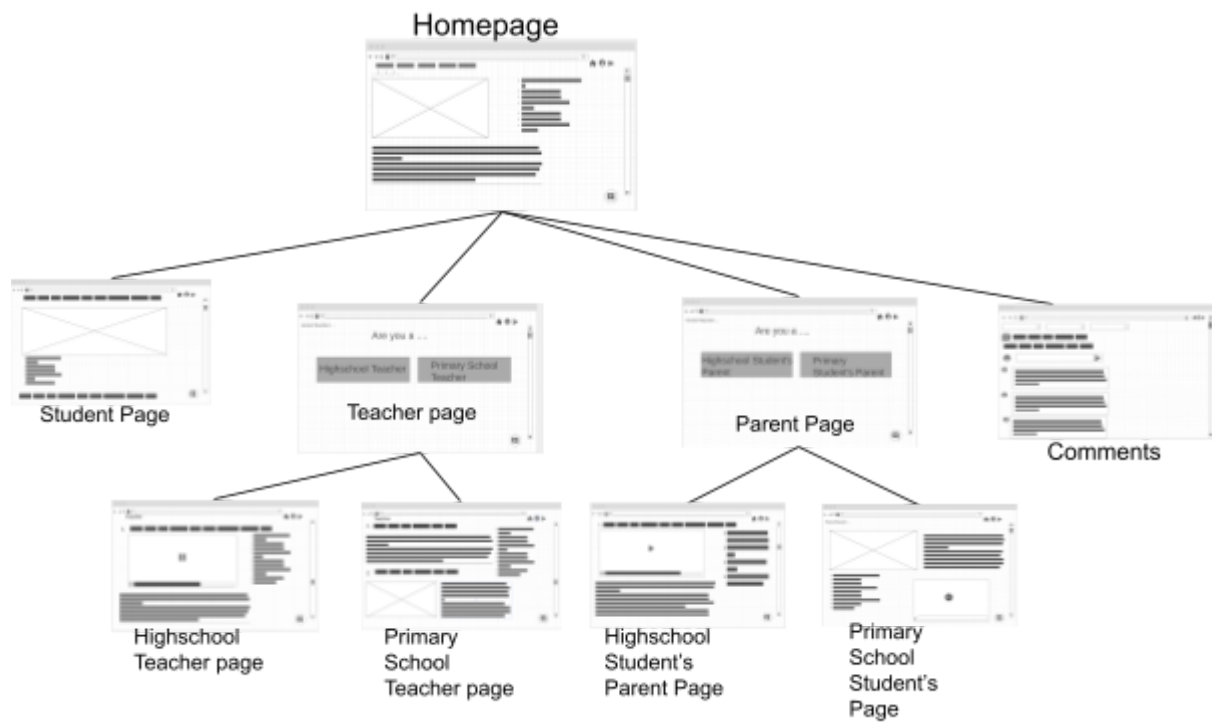 Homepage
Student Page
Are you a ....
Highschool Teacher
Primary School
Teacher
Teacher page
Are you a ....
Highschool Student's
Parent
Primary
Student's Parent
Parent Page
Comments
Highschool
Teacher page
Primary
School
Teacher page
Highschool
Student's
Parent Page
Primary
School
Student's
Page